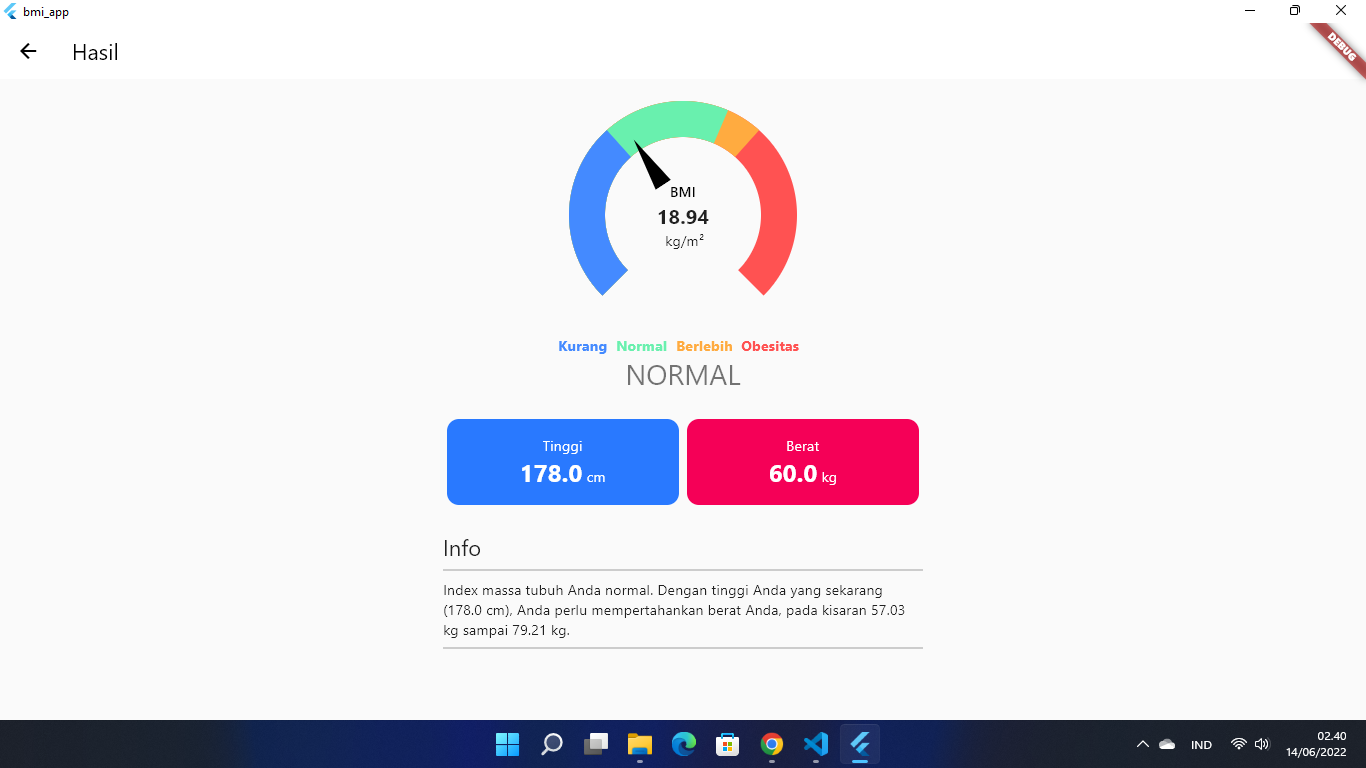 bmi_app
Hasil
DEBUG
BMI
18.94
kg/m²
Kurang Normal Berlebih Obesitas
NORMAL
Tinggi
178.0 cm
Berat
60.0 kg
Info
Index massa tubuh Anda normal. Dengan tinggi Anda yang sekarang
(178.0 cm), Anda perlu mempertahankan berat Anda, pada kisaran 57.03
kg sampai 79.21 kg.
IND
02.40
14/06/2022